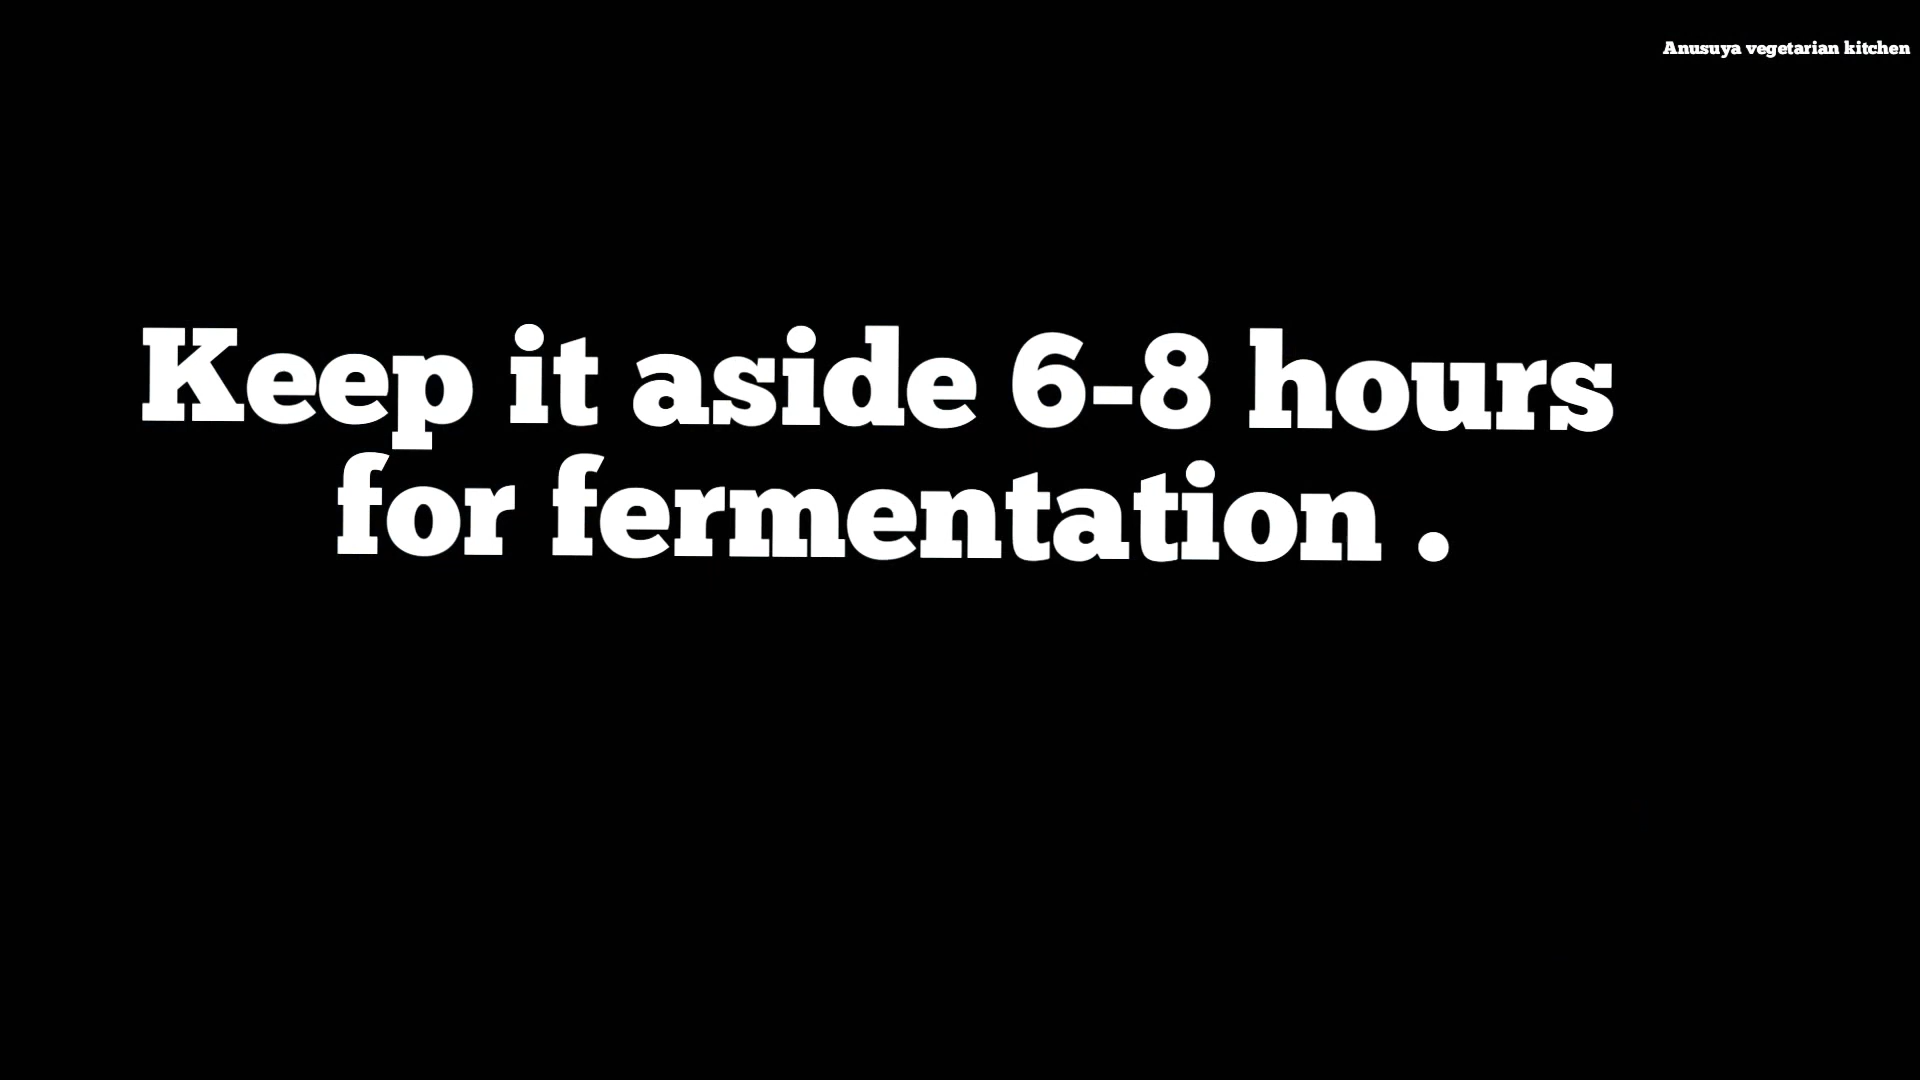 Anusuya vegetarian kitchen
Keep it aside 6-8 hours
for fermentation .